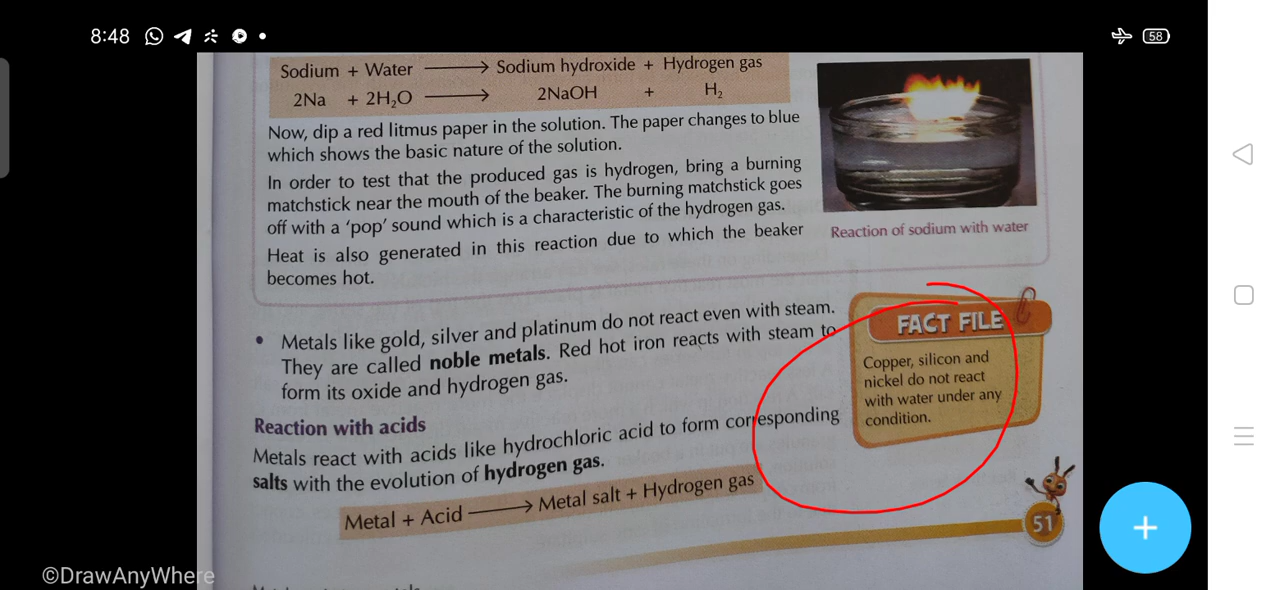 8:48
58
Sodium + Water ⟶ Sodium hydroxide + Hydrogen gas
2Na + 2H₂O ⟶ 2NaOH + H₂
Now, dip a red litmus paper in the solution. The paper changes to blue
which shows the basic nature of the solution.
In order to test that the produced gas is hydrogen, bring a burning
matchstick near the mouth of the beaker. The burning matchstick goes
off with a ‘pop’ sound which is a characteristic of the hydrogen gas.
Heat is also generated in this reaction due to which the beaker
becomes hot.
Reaction of sodium with water
• Metals like gold, silver and platinum do not react even with steam.
They are called noble metals. Red hot iron reacts with steam to
form its oxide and hydrogen gas.
FACT FILE
Copper, silicon and
nickel do not react
with water under any
condition.
Reaction with acids
Metals react with acids like hydrochloric acid to form corresponding
salts with the evolution of hydrogen gas.
Metal + Acid ⟶ Metal salt + Hydrogen gas
51
©DrawAnyWhere